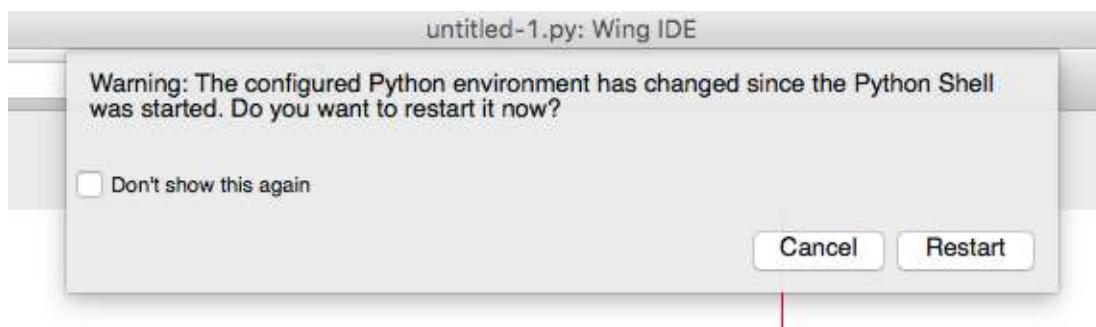 untitled-1.py: Wing IDE
Warning: The configured Python environment has changed since the Python Shell
was started. Do you want to restart it now?
Don't show this again
Cancel Restart